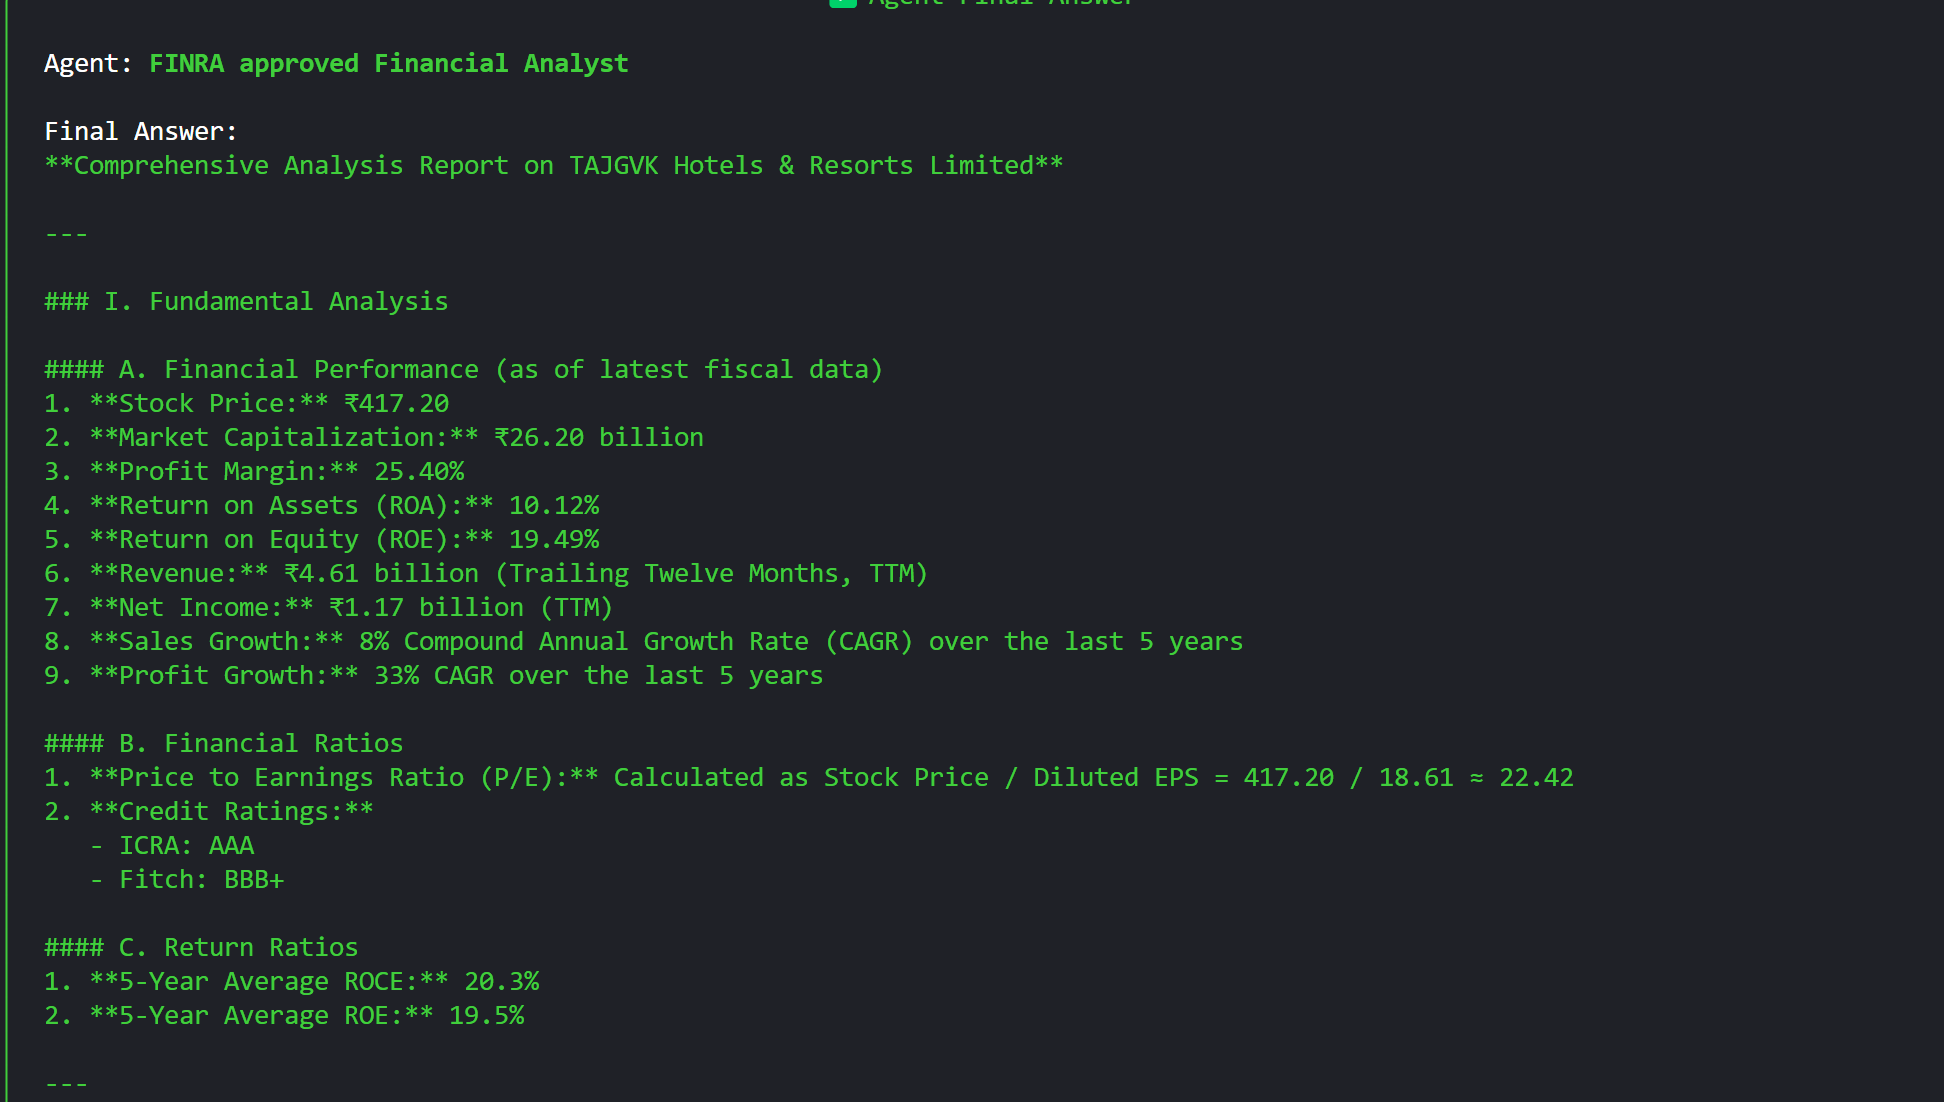 Agent Final Answer
Agent: FINRA approved Financial Analyst
Final Answer:
**Comprehensive Analysis Report on TAJGVK Hotels & Resorts Limited**
---
### I. Fundamental Analysis
#### A. Financial Performance (as of latest fiscal data)
1. **Stock Price:** ₹417.20
2. **Market Capitalization:** ₹26.20 billion
3. **Profit Margin:** 25.40%
4. **Return on Assets (ROA):** 10.12%
5. **Return on Equity (ROE):** 19.49%
6. **Revenue:** ₹4.61 billion (Trailing Twelve Months, TTM)
7. **Net Income:** ₹1.17 billion (TTM)
8. **Sales Growth:** 8% Compound Annual Growth Rate (CAGR) over the last 5 years
9. **Profit Growth:** 33% CAGR over the last 5 years
#### B. Financial Ratios
1. **Price to Earnings Ratio (P/E):** Calculated as Stock Price / Diluted EPS = 417.20 / 18.61 ≈ 22.42
2. **Credit Ratings:**
- ICRA: AAA
- Fitch: BBB+
#### C. Return Ratios
1. **5-Year Average ROCE:** 20.3%
2. **5-Year Average ROE:** 19.5%
---